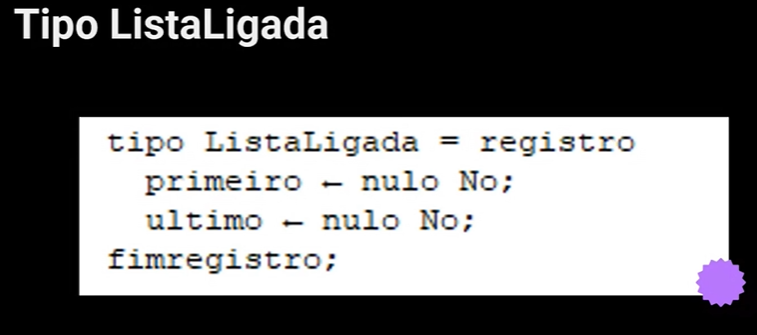 Tipo ListaLigada
tipo ListaLigada = registro
primeiro ← nulo No;
ultimo ← nulo No;
fimregistro;